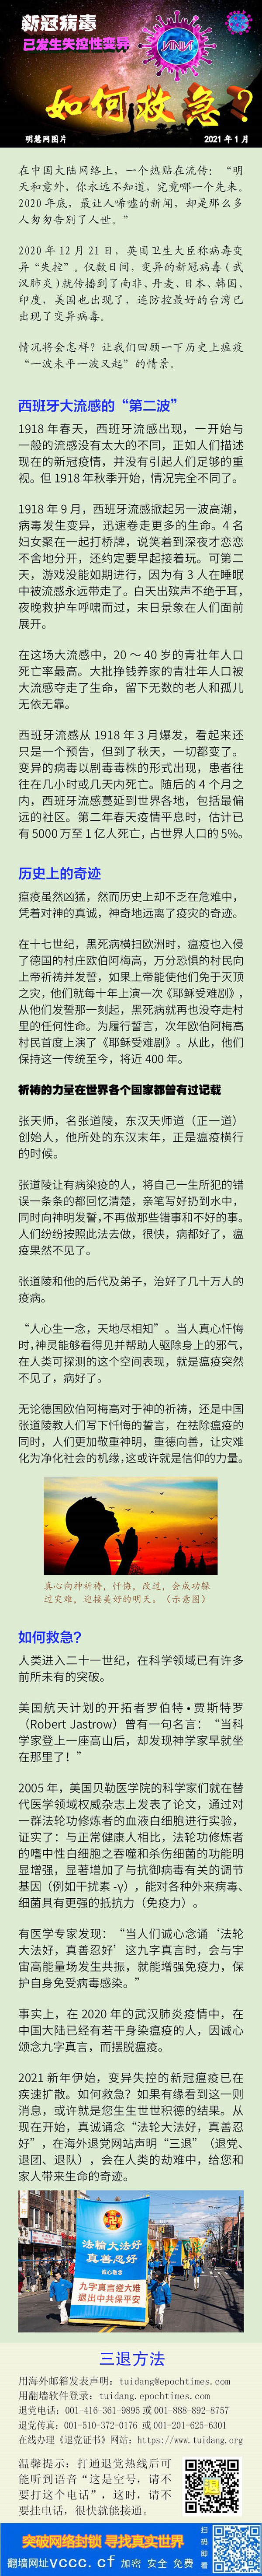 新冠病毒
已发生失控性变异
如何救急？
明慧网图片
2021年1月
在中国大陆网络上，一个热贴在流传：“明
天和意外，你永远不知道，究竟哪一个先来。
2020年底，最让人唏嘘的新闻，却是那么多
人匆匆告别了人世。”
2020年12月21日，英国卫生大臣称病毒变
异“失控”。仅数日间，变异的新冠病毒（武
汉肺炎）就传播到了南非、丹麦、日本、韩国、
印度，美国也出现了，连防控最好的台湾已
出现了变异病毒。
情况将会怎样？让我们回顾一下历史上瘟疫
“一波未平一波又起”的情景。
西班牙大流感的“第二波”
1918年春天，西班牙流感出现，一开始与
一般的流感没有太大的不同，正如人们描述
现在的新冠疫情，并没有引起人们足够的重
视。但1918年秋季开始，情况完全不同了。
1918年9月，西班牙流感掀起另一波高潮，
病毒发生变异，迅速卷走更多的生命。4名
妇女聚在一起打桥牌，说笑着到深夜才恋恋
不舍地分开，还约定要早起接着玩。可第二
天，游戏没能如期进行，因为有3人在睡眠
中被流感永远带走了。白天出殡声不绝于耳，
夜晚救护车呼啸而过，末日景象在人们面前
展开。
在这场大流感中，20～40岁的青壮年人口
死亡率最高。大批挣钱养家的青壮年人口被
大流感夺走了生命，留下无数的老人和孤儿
无依无靠。
西班牙流感从1918年3月爆发，看起来还
只是一个预告，但到了秋天，一切都变了。
变异的病毒以剧毒毒株的形式出现，患者往
往在几小时或几天内死亡。随后的4个月之
内，西班牙流感蔓延到世界各地，包括最偏
远的社区。第二年春天疫情平息时，估计已
有5000万至1亿人死亡，占世界人口的5%。
历史上的奇迹
瘟疫虽然凶猛，然而历史上却不乏在危难中，
凭着对神的真诚，神奇地远离了疫灾的奇迹。
在十七世纪，黑死病横扫欧洲时，瘟疫也入侵
了德国的村庄欧伯阿梅高，万分恐惧的村民向
上帝祈祷并发誓，如果上帝能使他们免于灭顶
之灾，他们就每十年上演一次《耶稣受难剧》，
从他们发誓那一刻起，黑死病就再也没夺走村
里的任何性命。为履行誓言，次年欧伯阿梅高
村民首度上演了《耶稣受难剧》。从此，他们
保持这一传统至今，将近400年。
祈祷的力量在世界各个国家都曾有过记载
张天师，名张道陵，东汉天师道（正一道）
创始人，他所处的东汉末年，正是瘟疫横行
的时候。
张道陵让有病染疫的人，将自己一生所犯的错
误一条条的都回忆清楚，亲笔写好扔到水中，
同时向神明发誓，不再做那些错事和不好的事。
人们纷纷按照此法去做，很快，病都好了，瘟
疫果然不见了。
张道陵和他的后代及弟子，治好了几十万人的
疫病。
“人心生一念，天地尽相知”。当人真心忏悔
时，神灵能够看得见并帮助人驱除身上的邪气，
在人类可探测的这个空间表现，就是瘟疫突然
不见了，病好了。
无论德国欧伯阿梅高对于神的祈祷，还是中国
张道陵教人们写下忏悔的誓言，在祛除瘟疫的
同时，人们更加敬重神明，重德向善，让灾难
化为净化社会的机缘，这或许就是信仰的力量。
真心向神祈祷，忏悔，改过，会成功躲
过灾难，迎接美好的明天。（示意图）
如何救急？
人类进入二十一世纪，在科学领域已有许多
前所未有的突破。
美国航天计划的开拓者罗伯特•贾斯特罗
（Robert Jastrow）曾有一句名言：“当科
学家登上一座高山后，却发现神学家早就坐
在那里了！”
2005年，美国贝勒医学院的科学家们就在替
代医学领域权威杂志上发表了论文，通过对
一群法轮功修炼者的血液白细胞进行实验，
证实了：与正常健康人相比，法轮功修炼者
的嗜中性白细胞之吞噬和杀伤细菌的功能明
显增强，显著增加了与抗御病毒有关的调节
基因（例如干扰素-γ），能对各种外来病毒、
细菌具有更强的抵抗力（免疫力）。
有医学专家发现：“当人们诚心念诵‘法轮
大法好，真善忍好’这九字真言时，会与宇
宙高能量场发生共振，就能增强免疫力，保
护自身免受病毒感染。”
事实上，在2020年的武汉肺炎疫情中，在
中国大陆已经有若干身染瘟疫的人，因诚心
颂念九字真言，而摆脱瘟疫。
2021新年伊始，变异失控的新冠瘟疫已在
疾速扩散。如何救急？如果有缘看到这一则
消息，或许就是您生生世世积德的结果。从
现在开始，真诚诵念“法轮大法好，真善忍
好”，在海外退党网站声明“三退”（退党、
退团、退队），会在人类的劫难中，给您和
家人带来生命的奇迹。
法轮大法好
真善忍好
诚心敬念
九字真言避大难
退出中共保平安
三退方法
用海外邮箱发表声明：tuidang@epochtimes.com
用翻墙软件登录：tuidang.epochtimes.com
退党电话：001-416-361-9895或001-888-892-8757
退党传真：001-510-372-0176 或001-201-625-6301
在线办理《退党证书》网站：https://www.tuidang.org
温馨提示：打通退党热线后可
能听到语音“这是空号，请不
要打这个电话”，这时，请不
要挂电话，很快就能接通。
突破网络封锁 寻找真实世界
翻墙网址vccc.cf 加密 安全 免费
扫码即看